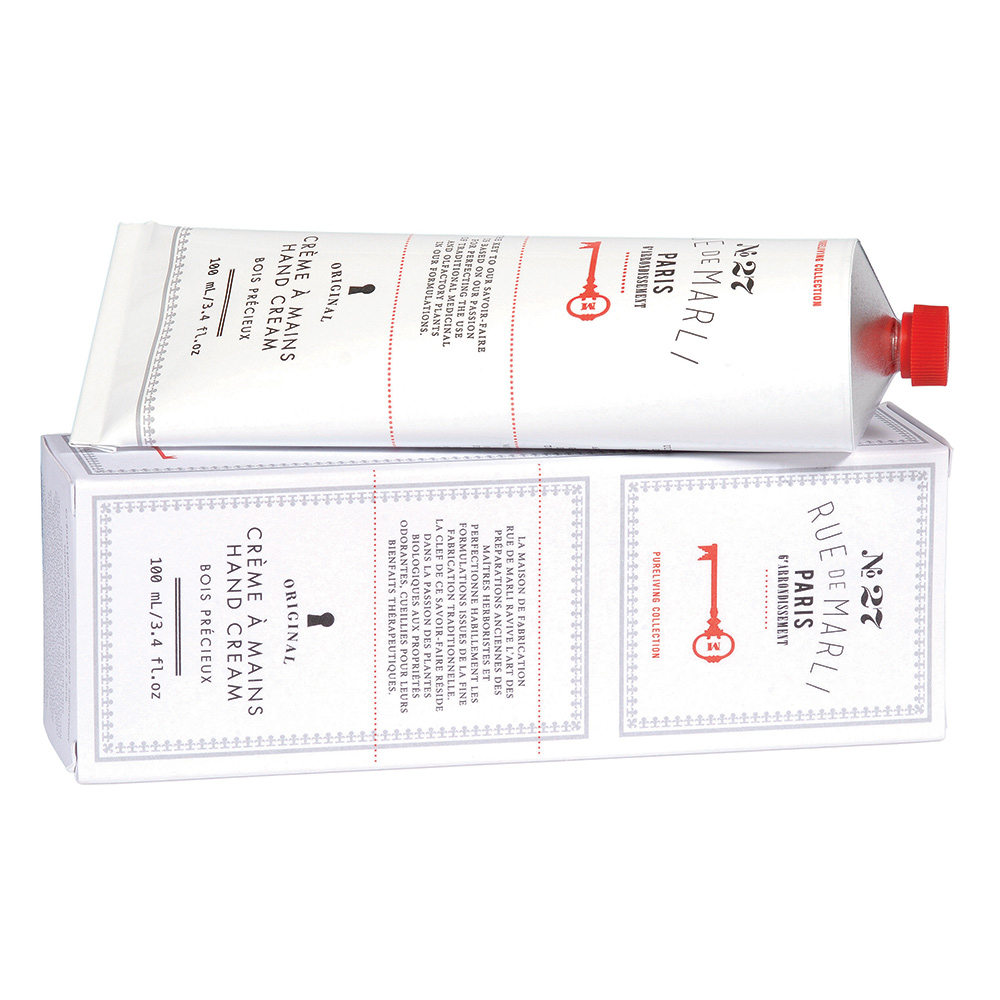 PURELIVING COLLECTION
№27
DE MARLI
PARIS
6E ARRONDISSEMENT
M
KEY TO OUR SAVOIR-FAIRE
IS BASED ON OUR PASSION
FOR PERFECTING THE USE
OF TRADITIONAL MEDICINAL
AND OLFACTORY PLANTS
IN OUR FORMULATIONS.
ORIGINAL
CRÈME À MAINS
HAND CREAM
BOIS PRÉCIEUX
100 mL/3.4 fl.oz
№27
RUE DE MARLI
PARIS
6E ARRONDISSEMENT
M
PURELIVING COLLECTION
LA MAISON DE FABRICATION
RUE DE MARLI RAVIVE L'ART DES
PRÉPARATIONS ANCIENNES DES
MAÎTRES HERBORISTES ET
PERFECTIONNE HABILLEMENT LES
FORMULATIONS ISSUES DE LA FINE
FABRICATION TRADITIONNELLE.
LA CLEF DE CE SAVOIR-FAIRE RÉSIDE
DANS LA PASSION DES PLANTES
BIOLOGIQUES AUX PROPRIÉTÉS
ODORANTES, CUEILLIES POUR LEURS
BIENFAITS THÉRAPEUTIQUES.
ORIGINAL
CRÈME À MAINS
HAND CREAM
BOIS PRÉCIEUX
100 mL/3.4 fl.oz